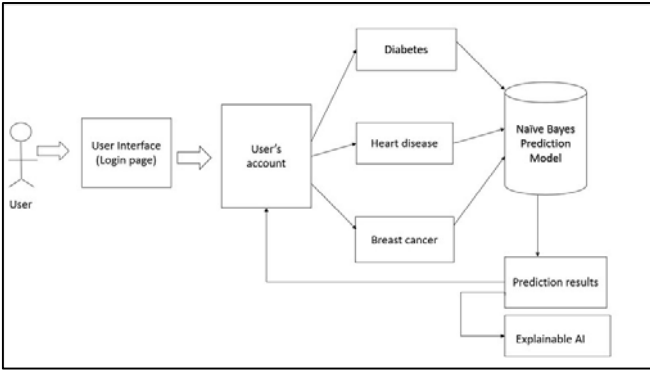 User
User Interface
(Login page)
User's
account
Diabetes
Heart disease
Breast cancer
Naïve Bayes
Prediction
Model
Prediction results
Explainable AI